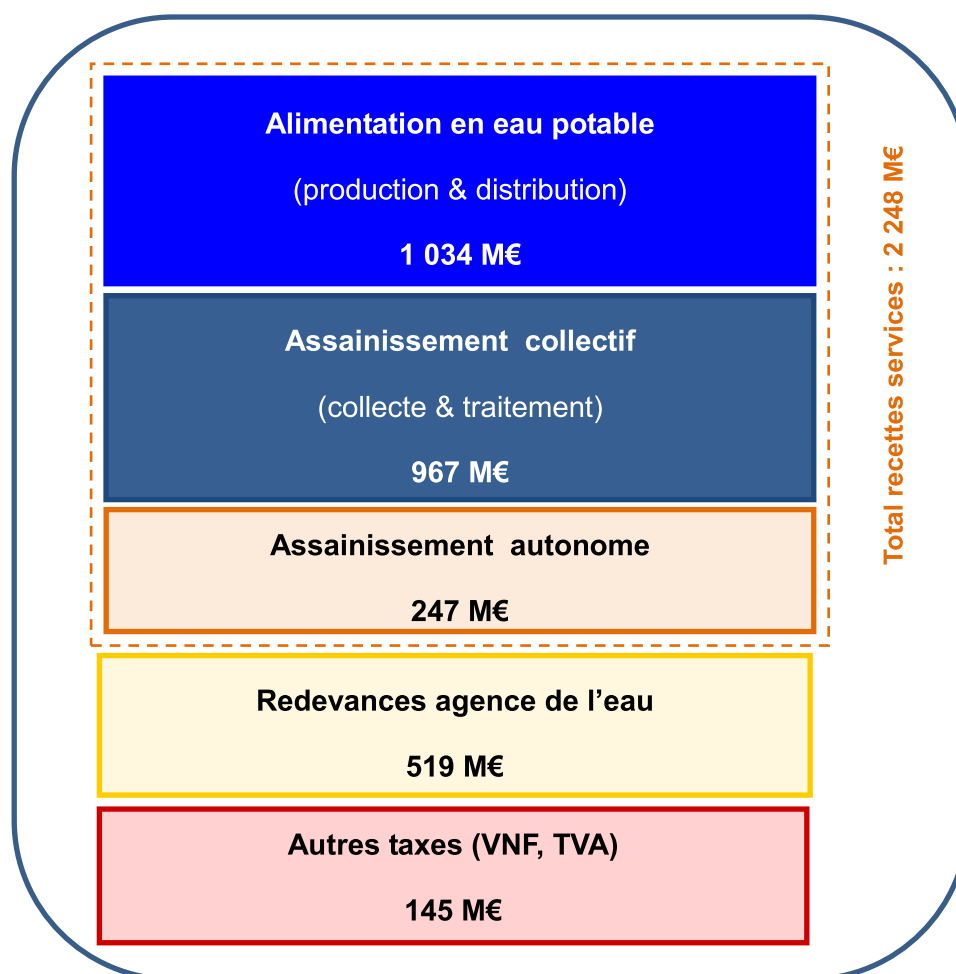 Alimentation en eau potable
(production & distribution)
1 034 M€
Assainissement  collectif
(collecte & traitement)
967 M€
Assainissement  autonome
247 M€
Redevances agence de l’eau
519 M€
Autres taxes (VNF, TVA)
145 M€
Total recettes services : 2 248 M€